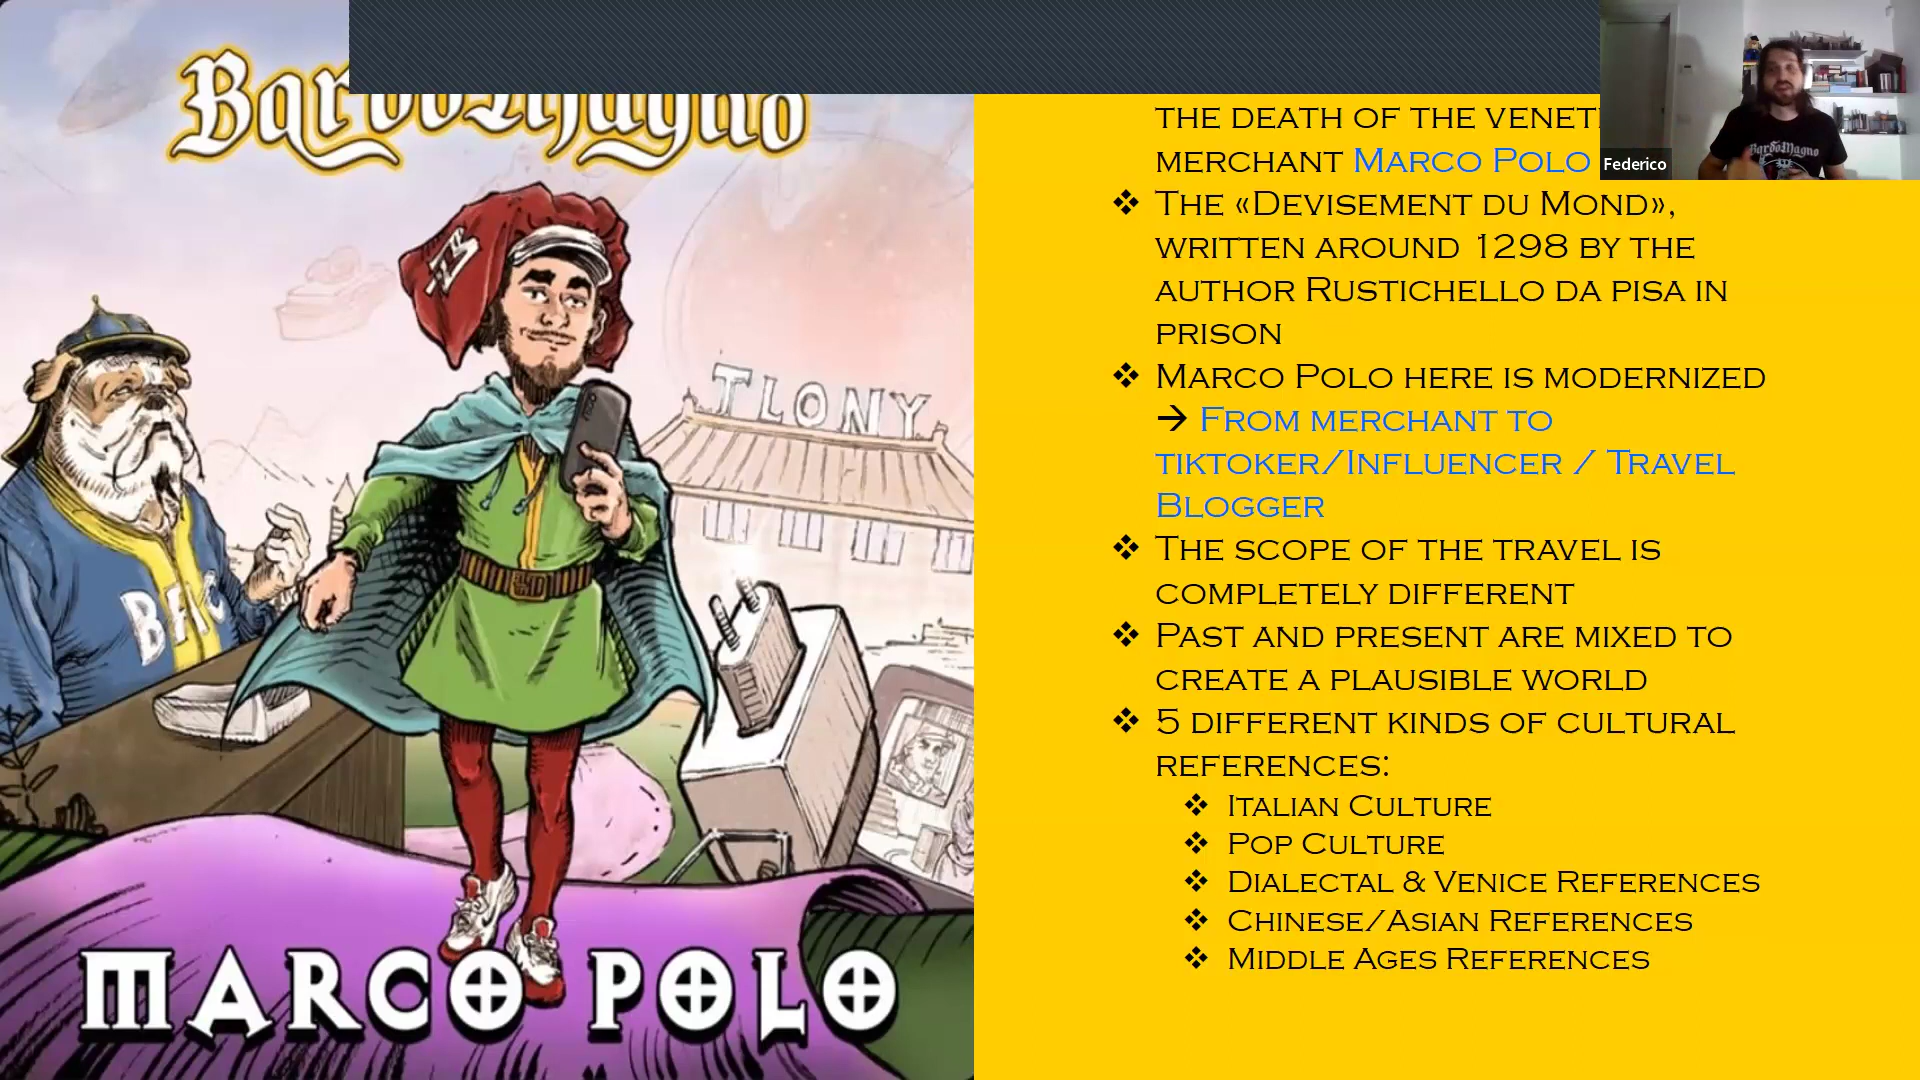 BardoMagno
TLONY
BFC
MARCO POLO
THE DEATH OF THE VENETI
MERCHANT MARCO POLO
❖ THE «DEVISEMENT DU MOND»,
WRITTEN AROUND 1298 BY THE
AUTHOR RUSTICHELLO DA PISA IN
PRISON
❖ MARCO POLO HERE IS MODERNIZED
→ FROM MERCHANT TO
TIKTOKER/INFLUENCER / TRAVEL
BLOGGER
❖ THE SCOPE OF THE TRAVEL IS
COMPLETELY DIFFERENT
❖ PAST AND PRESENT ARE MIXED TO
CREATE A PLAUSIBLE WORLD
❖ 5 DIFFERENT KINDS OF CULTURAL
REFERENCES:
❖ ITALIAN CULTURE
❖ POP CULTURE
❖ DIALECTAL & VENICE REFERENCES
❖ CHINESE/ASIAN REFERENCES
❖ MIDDLE AGES REFERENCES
Federico
BardoMagno